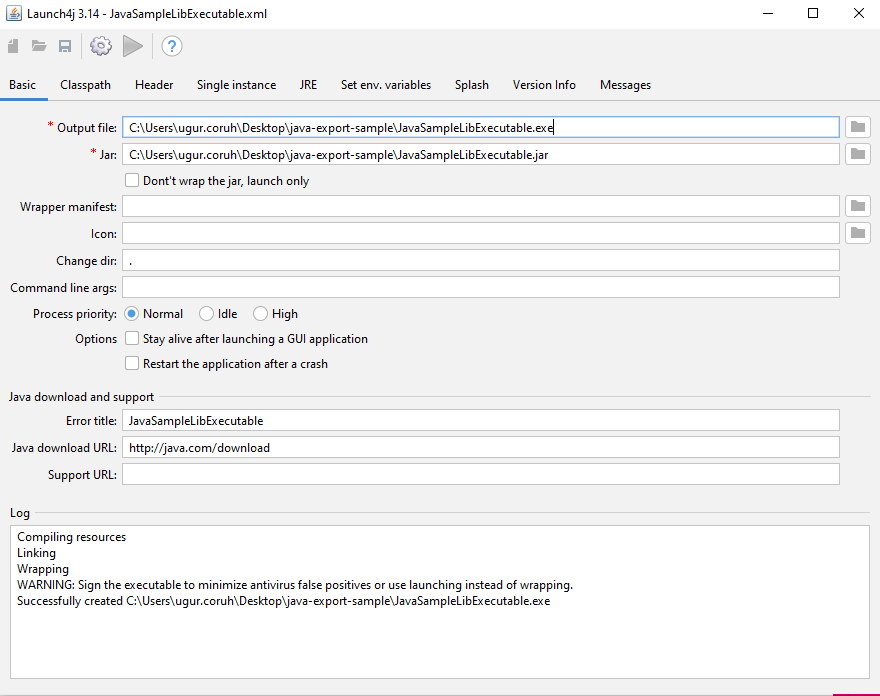 Launch4j 3.14 - JavaSampleLibExecutable.xml
?
Basic Classpath Header Single instance JRE Set env. variables Splash Version Info Messages
* Output file: C:\Users\ugur.coruh\Desktop\java-export-sample\JavaSampleLibExecutable.exe
* Jar: C:\Users\ugur.coruh\Desktop\java-export-sample\JavaSampleLibExecutable.jar
Don't wrap the jar, launch only
Wrapper manifest:
Icon:
Change dir: .
Command line args:
Process priority: Normal Idle High
Options Stay alive after launching a GUI application
Restart the application after a crash
Java download and support
Error title: JavaSampleLibExecutable
Java download URL: http://java.com/download
Support URL:
Log
Compiling resources
Linking
Wrapping
WARNING: Sign the executable to minimize antivirus false positives or use launching instead of wrapping.
Successfully created C:\Users\ugur.coruh\Desktop\java-export-sample\JavaSampleLibExecutable.exe